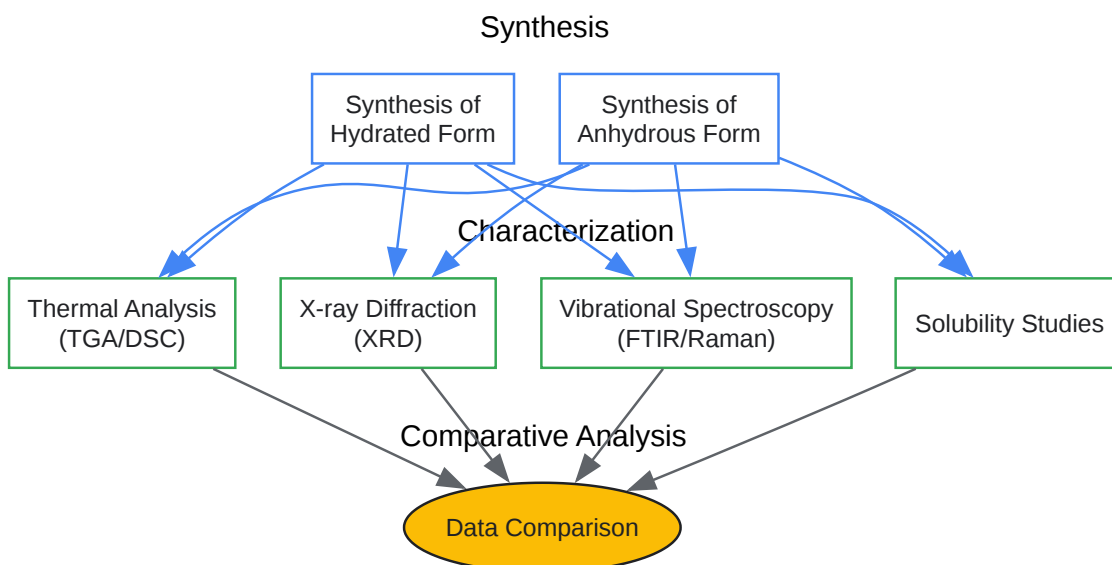 Synthesis
Synthesis of
Hydrated Form
Synthesis of
Anhydrous Form
Characterization
Thermal Analysis
(TGA/DSC)
X-ray Diffraction
(XRD)
Vibrational Spectroscopy
(FTIR/Raman)
Solubility Studies
Comparative Analysis
Data Comparison